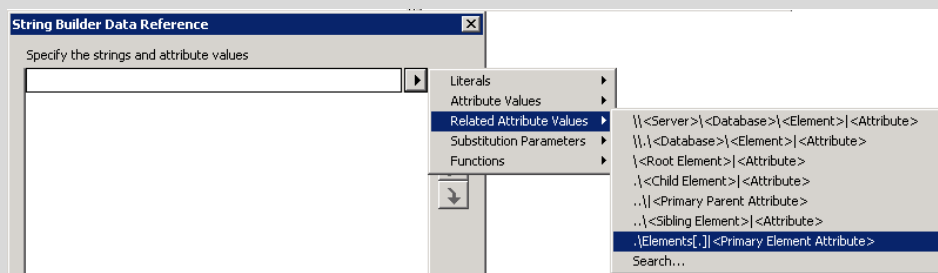 String Builder Data Reference
Specify the strings and attribute values
Literals
Attribute Values
Related Attribute Values
Substitution Parameters
Functions
\\<Server>\<Database>\<Element>|<Attribute>
\\.\<Database>\<Element>|<Attribute>
\<Root Element>|<Attribute>
.\<Child Element>|<Attribute>
..\|<Primary Parent Attribute>
..\<Sibling Element>|<Attribute>
.\Elements[.]|<Primary Element Attribute>
Search...